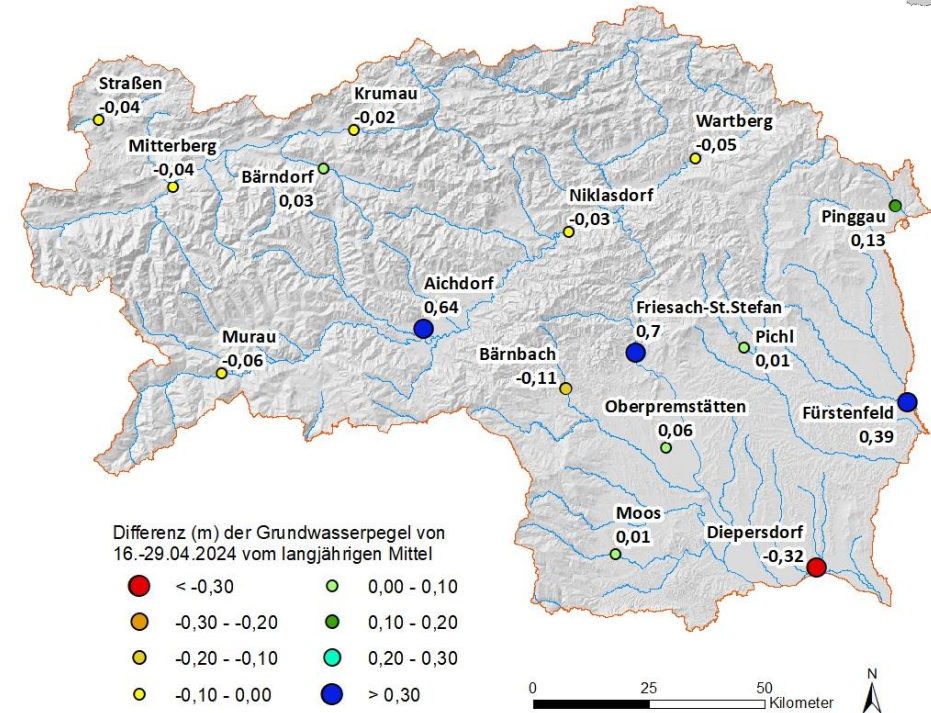 Straßen
-0,04
Krumau
-0,02
Wartberg
-0,05
Mitterberg
-0,04
Bärndorf
0,03
Niklasdorf
-0,03
Pinggau
0,13
Aichdorf
0,64
Friesach-St.Stefan
0,7
Pichl
0,01
Murau
-0,06
Bärnbach
-0,11
Oberpremstätten
0,06
Fürstenfeld
0,39
Moos
0,01
Diepersdorf
-0,32
Differenz (m) der Grundwasserpegel von
16.-29.04.2024 vom langjährigen Mittel
< -0,30
-0,30 - -0,20
-0,20 - -0,10
-0,10 - 0,00
0,00 - 0,10
0,10 - 0,20
0,20 - 0,30
> 0,30
0 25 50 Kilometer
N